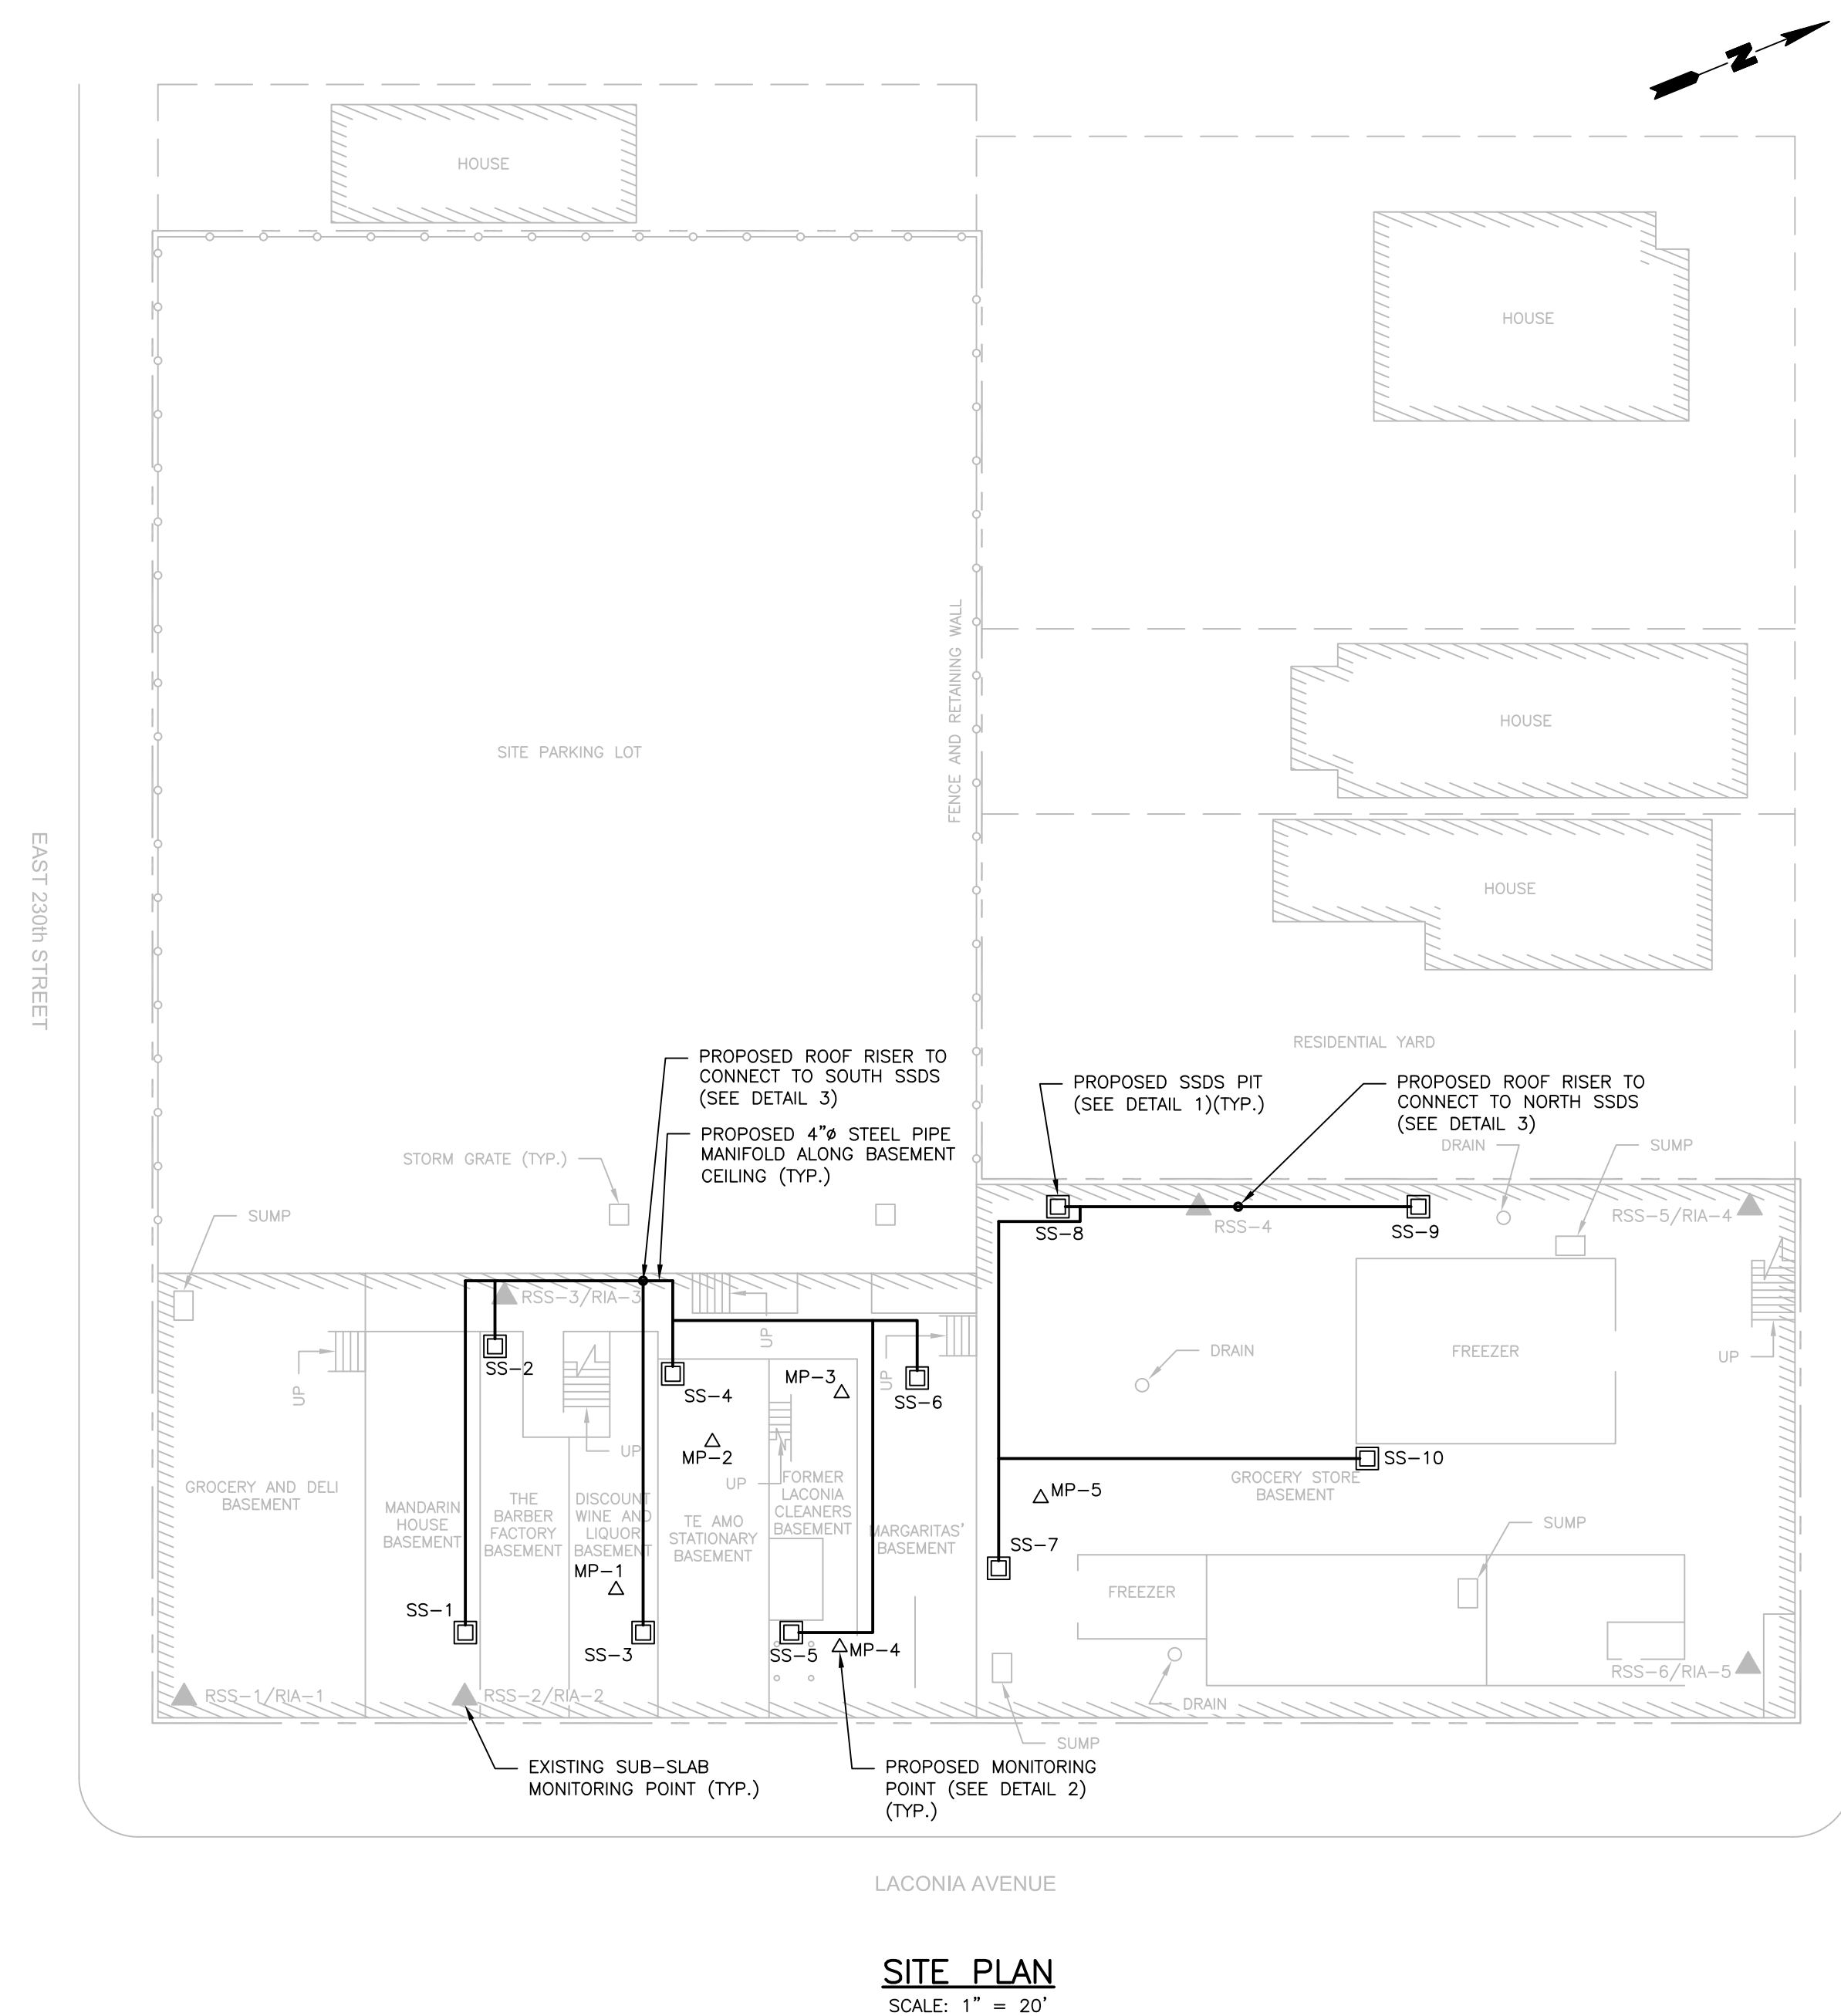 N
HOUSE
HOUSE
FENCE AND RETAINING WALL
SITE PARKING LOT
HOUSE
HOUSE
EAST 230th STREET
RESIDENTIAL YARD
PROPOSED ROOF RISER TO
CONNECT TO SOUTH SSDS
(SEE DETAIL 3)
PROPOSED SSDS PIT
(SEE DETAIL 1)(TYP.)
PROPOSED ROOF RISER TO
CONNECT TO NORTH SSDS
(SEE DETAIL 3)
PROPOSED 4"ø STEEL PIPE
MANIFOLD ALONG BASEMENT
CEILING (TYP.)
STORM GRATE (TYP.)
DRAIN
SUMP
SUMP
SS-8
RSS-4
SS-9
RSS-5/RIA-4
RSS-3/RIA-3
UP
SS-2
UP
SS-4
MP-3
UP
SS-6
DRAIN
FREEZER
UP
UP
MP-2
UP
SS-10
GROCERY AND DELI
BASEMENT
MANDARIN
HOUSE
BASEMENT
THE
BARBER
FACTORY
BASEMENT
DISCOUNT
WINE AND
LIQUOR
BASEMENT
TE AMO
STATIONARY
BASEMENT
FORMER
LACONIA
CLEANERS
BASEMENT
MARGARITAS'
BASEMENT
MP-5
GROCERY STORE
BASEMENT
SS-7
SUMP
MP-1
FREEZER
SS-1
SS-3
SS-5
MP-4
RSS-1/RIA-1
RSS-2/RIA-2
RSS-6/RIA-5
DRAIN
SUMP
EXISTING SUB-SLAB
MONITORING POINT (TYP.)
PROPOSED MONITORING
POINT (SEE DETAIL 2)
(TYP.)
LACONIA AVENUE
SITE PLAN
SCALE: 1" = 20'